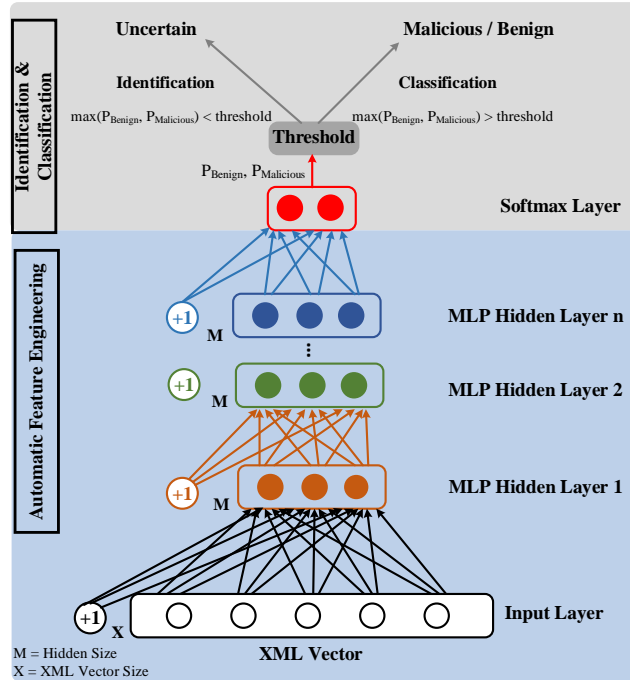 Uncertain
Malicious / Benign
Identification
Classification
max(P_Benign, P_Malicious) < threshold
max(P_Benign, P_Malicious) > threshold
Threshold
P_Benign, P_Malicious
Softmax Layer
Identification &
Classification
+1
M
MLP Hidden Layer n
...
+1
M
MLP Hidden Layer 2
+1
M
MLP Hidden Layer 1
Automatic Feature Engineering
+1
X
Input Layer
XML Vector
M = Hidden Size
X = XML Vector Size